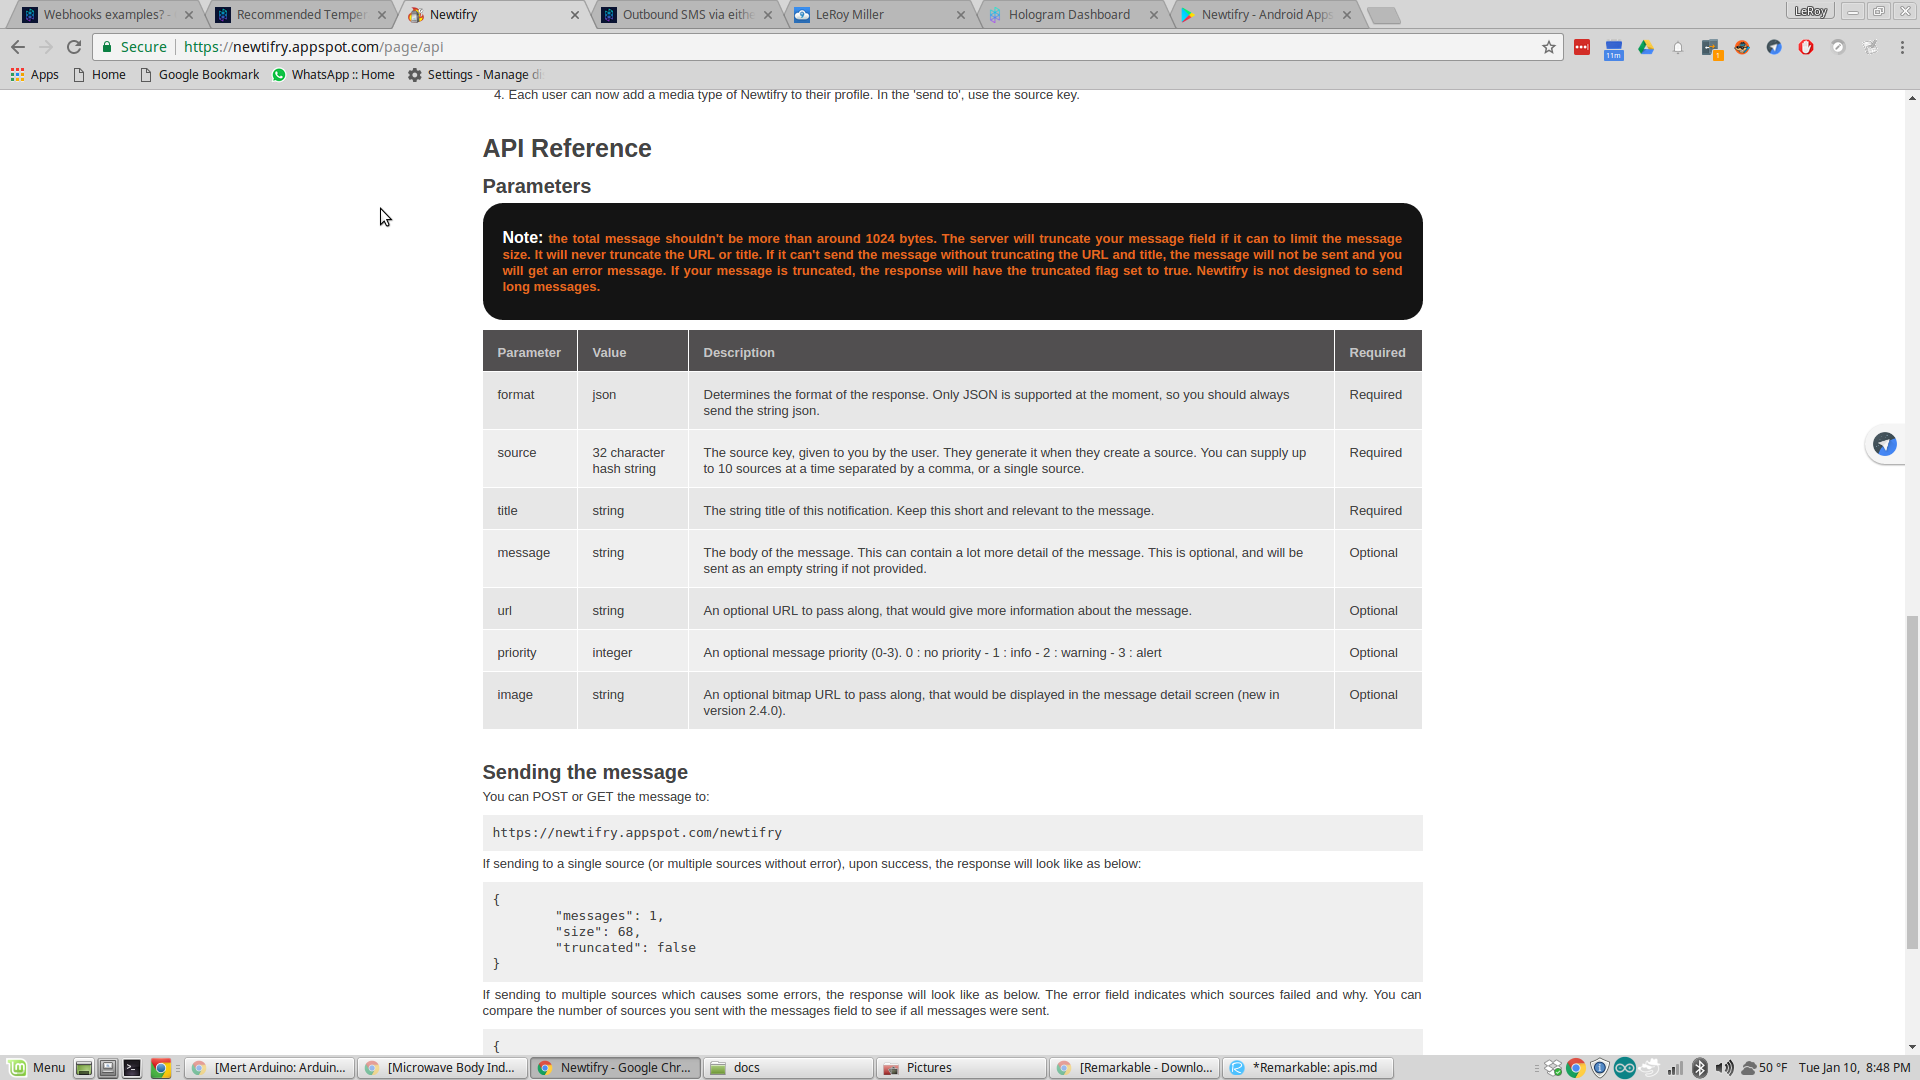 Webhooks examples? -
Recommended Temper
Newtifry
Outbound SMS via eithe
LeRoy Miller
Hologram Dashboard
Newtifry - Android Apps
LeRoy
Secure
https://newtifry.appspot.com/page/api
11m
1
Apps
Home
Google Bookmark
WhatsApp :: Home
Settings - Manage di
4. Each user can now add a media type of Newtifry to their profile. In the 'send to', use the source key.
API Reference
Parameters
Note: the total message shouldn't be more than around 1024 bytes. The server will truncate your message field if it can to limit the message
size. It will never truncate the URL or title. If it can't send the message without truncating the URL and title, the message will not be sent and you
will get an error message. If your message is truncated, the response will have the truncated flag set to true. Newtifry is not designed to send
long messages.
Parameter Value Description Required
format json Determines the format of the response. Only JSON is supported at the moment, so you should always Required
send the string json.
source 32 character The source key, given to you by the user. They generate it when they create a source. You can supply up Required
hash string to 10 sources at a time separated by a comma, or a single source.
title string The string title of this notification. Keep this short and relevant to the message. Required
message string The body of the message. This can contain a lot more detail of the message. This is optional, and will be Optional
sent as an empty string if not provided.
url string An optional URL to pass along, that would give more information about the message. Optional
priority integer An optional message priority (0-3). 0 : no priority - 1 : info - 2 : warning - 3 : alert Optional
image string An optional bitmap URL to pass along, that would be displayed in the message detail screen (new in Optional
version 2.4.0).
Sending the message
You can POST or GET the message to:
https://newtifry.appspot.com/newtifry
If sending to a single source (or multiple sources without error), upon success, the response will look like as below:
{
"messages": 1,
"size": 68,
"truncated": false
}
If sending to multiple sources which causes some errors, the response will look like as below. The error field indicates which sources failed and why. You can
compare the number of sources you sent with the messages field to see if all messages were sent.
{
Menu
[Mert Arduino: Arduin...
[Microwave Body Ind...
Newtifry - Google Chr...
docs
Pictures
[Remarkable - Downlo...
*Remarkable: apis.md
50 °F
Tue Jan 10, 8:48 PM